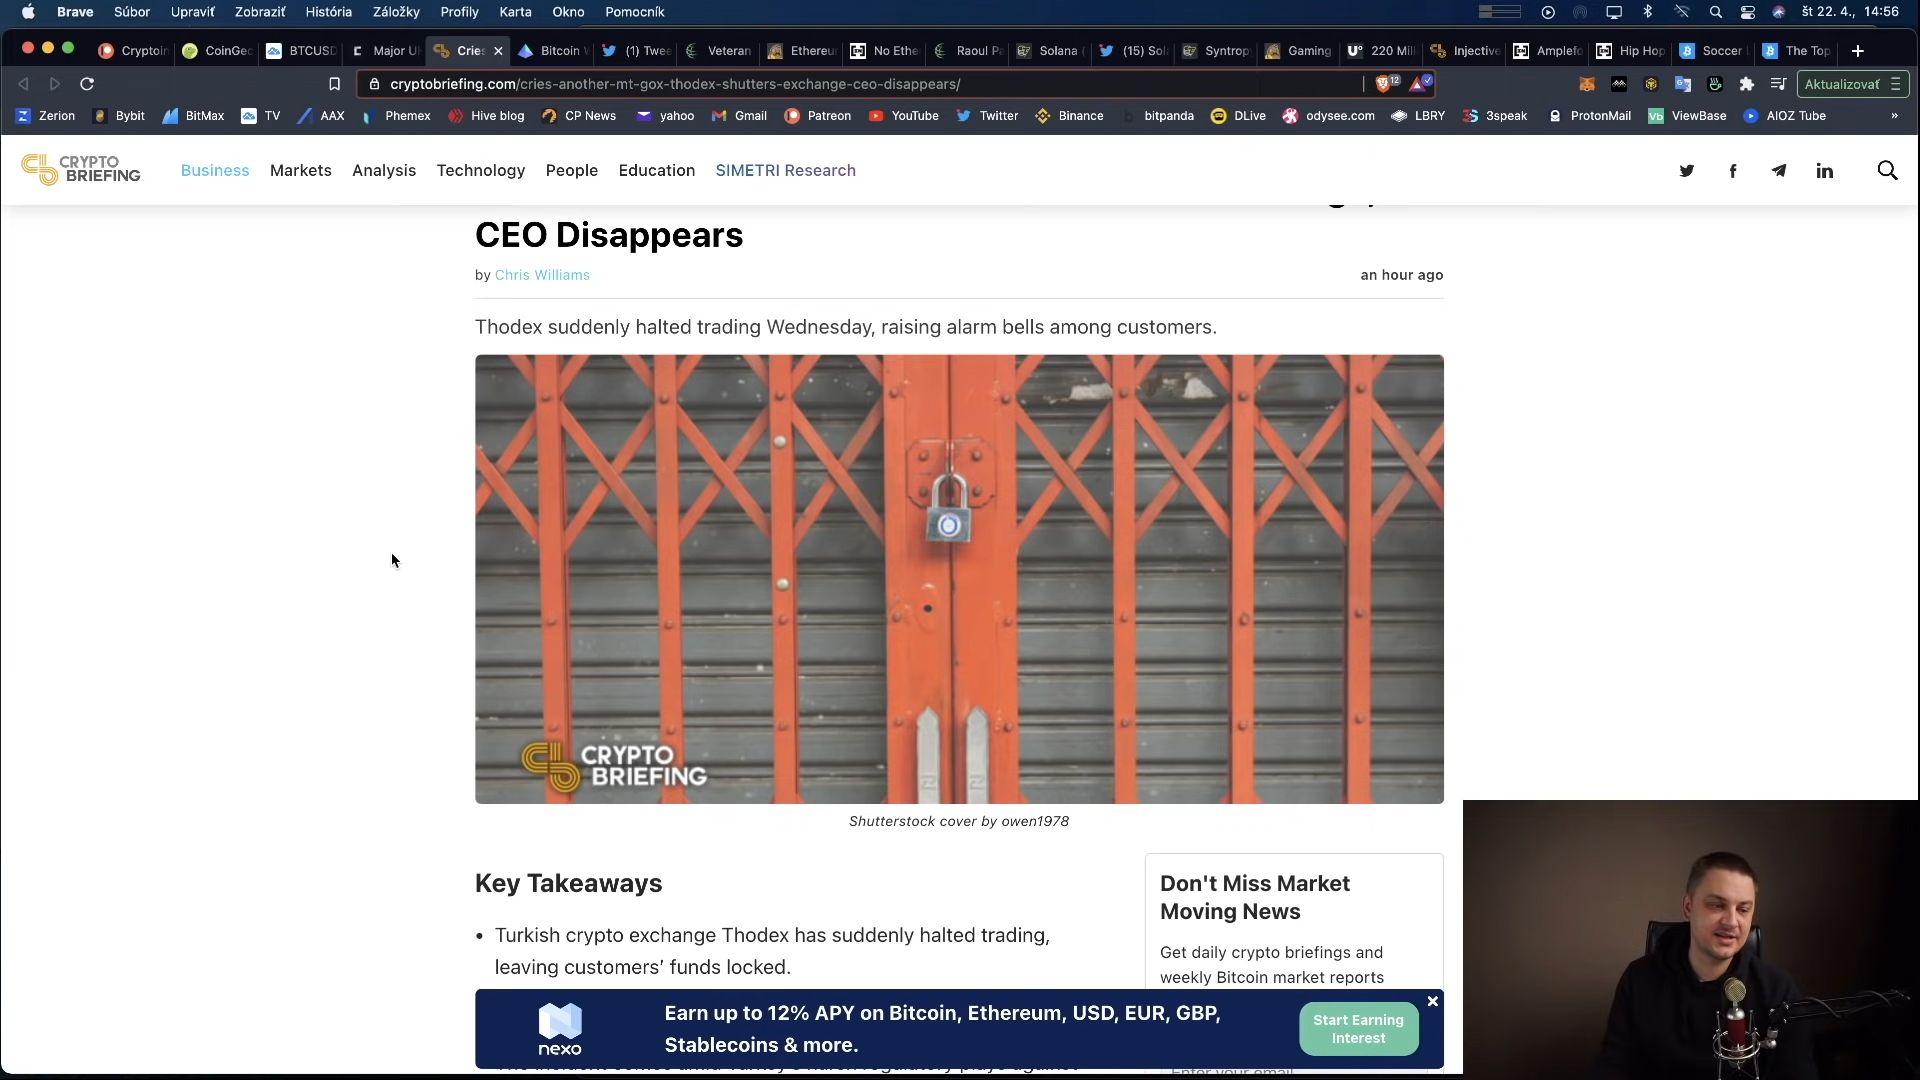 Brave Súbor Upraviť Zobraziť História Záložky Profily Karta Okno Pomocník št 22. 4., 14:56
Cryptoin CoinGec BTCUSD Major UK Cries Bitcoin V (1) Twee Veteran Ethereu No Ethe Raoul Pa Solana ( (15) Sola Syntrop Gaming 220 Mill Injective Amplefo Hip Hop Soccer The Top
cryptobriefing.com/cries-another-mt-gox-thodex-shutters-exchange-ceo-disappears/ 12 Aktualizovať
Zerion Bybit BitMax TV AAX Phemex Hive blog CP News yahoo Gmail Patreon YouTube Twitter Binance bitpanda DLive odysee.com LBRY 3speak ProtonMail ViewBase AIOZ Tube »
CRYPTO BRIEFING
Business Markets Analysis Technology People Education SIMETRI Research
CEO Disappears
by Chris Williams an hour ago
Thodex suddenly halted trading Wednesday, raising alarm bells among customers.
CRYPTO
BRIEFING
Shutterstock cover by owen1978
Key Takeaways
• Turkish crypto exchange Thodex has suddenly halted trading,
leaving customers' funds locked.
Don't Miss Market
Moving News
Get daily crypto briefings and
weekly Bitcoin market reports
nexo
Earn up to 12% APY on Bitcoin, Ethereum, USD, EUR, GBP,
Stablecoins & more.
Start Earning
Interest
Enter your email